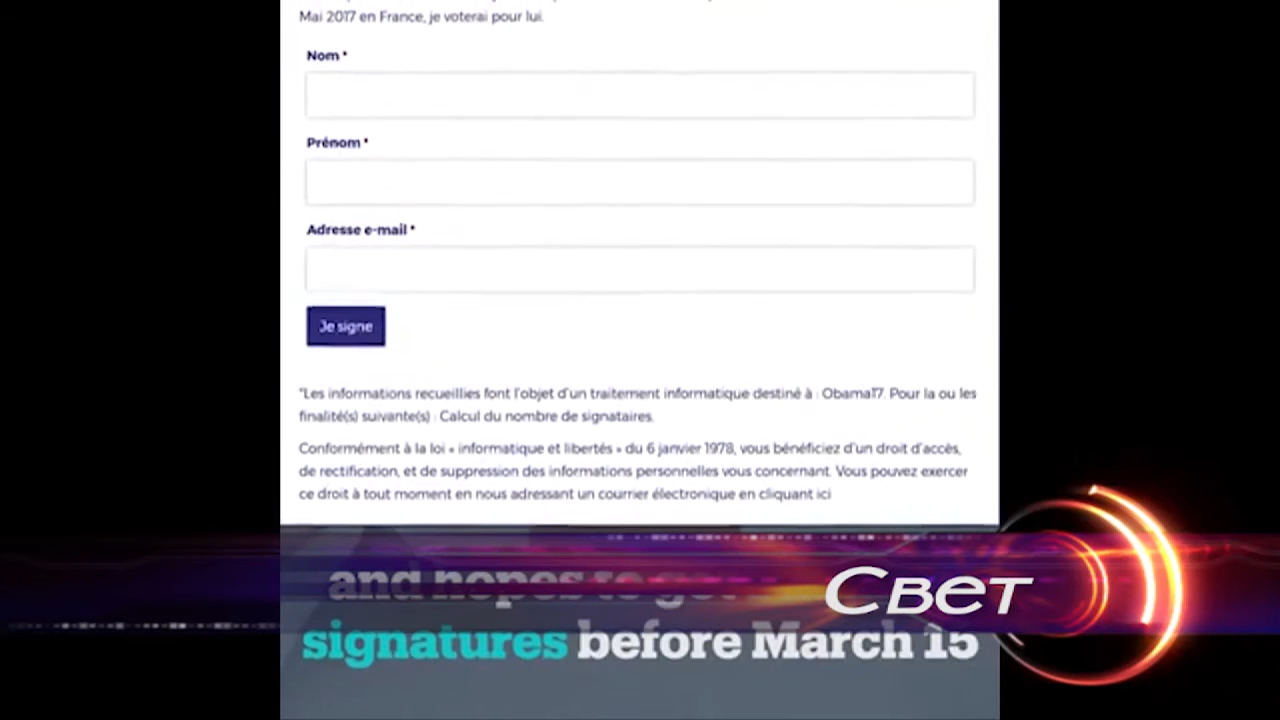 Mai 2017 en France, je voterai pour lui.
Nom *
Prénom *
Adresse e-mail *
Je signe
*Les informations recueillies font l'objet d'un traitement informatique destiné à : Obama17. Pour la ou les
finalité(s) suivante(s) : Calcul du nombre de signataires.
Conformément à la loi « informatique et libertés » du 6 janvier 1978, vous bénéficiez d'un droit d'accès,
de rectification, et de suppression des informations personnelles vous concernant. Vous pouvez exercer
ce droit à tout moment en nous adressant un courrier électronique en cliquant ici
and hopes to get
Свет
signatures before March 15